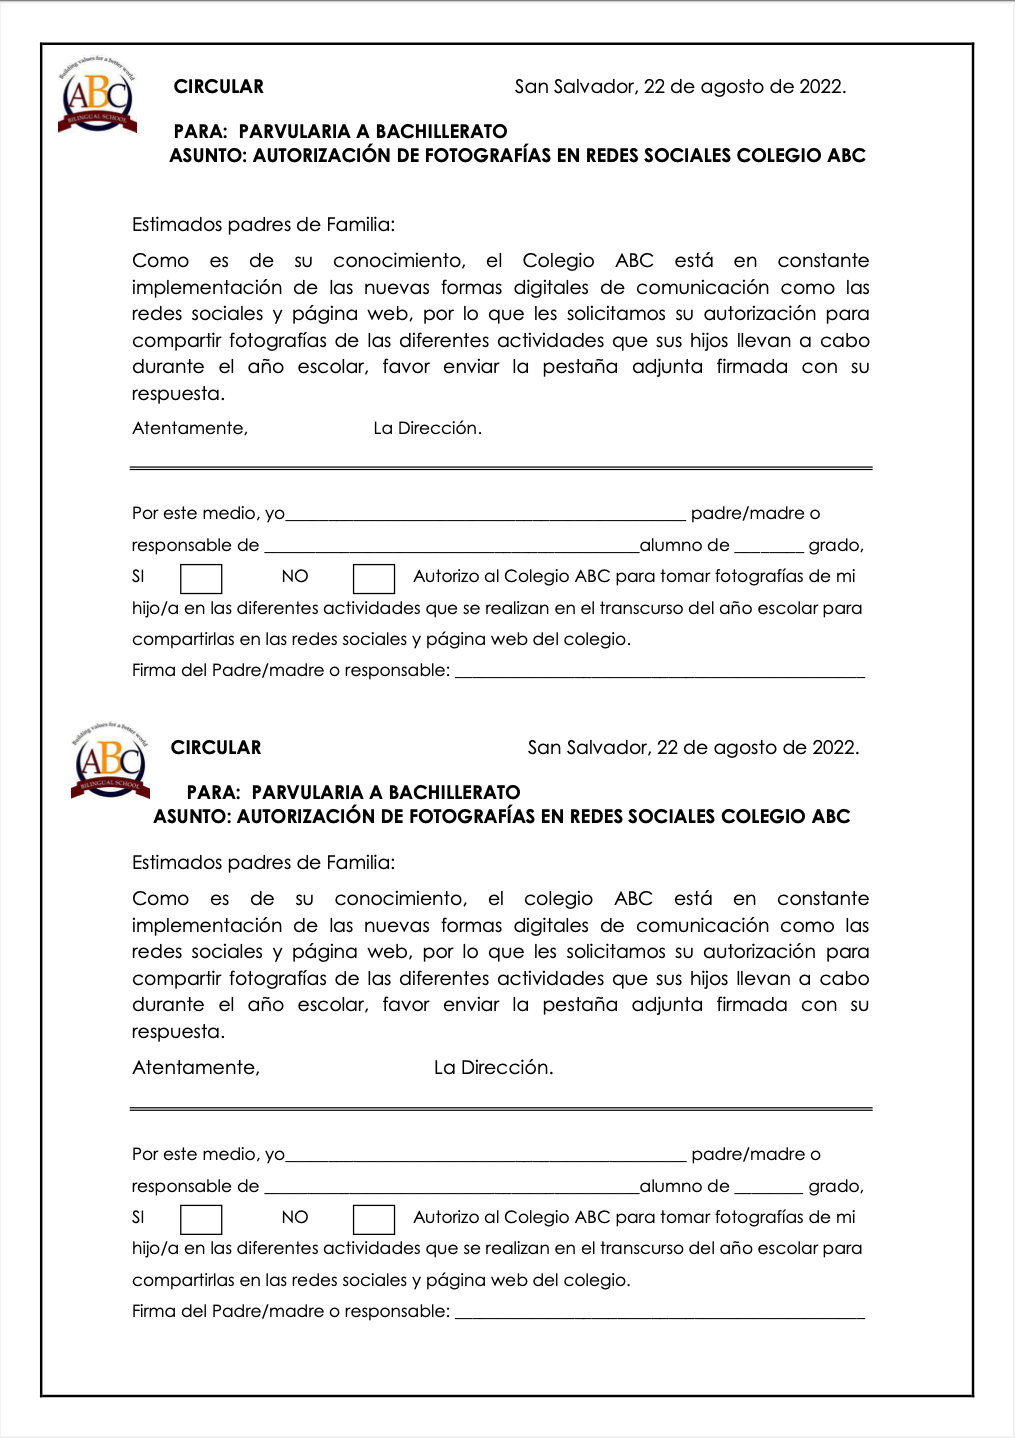 Building values for a better world
ABC
BILINGUAL SCHOOL
CIRCULAR San Salvador, 22 de agosto de 2022.
PARA: PARVULARIA A BACHILLERATO
ASUNTO: AUTORIZACIÓN DE FOTOGRAFÍAS EN REDES SOCIALES COLEGIO ABC
Estimados padres de Familia:
Como es de su conocimiento, el Colegio ABC está en constante
implementación de las nuevas formas digitales de comunicación como las
redes sociales y página web, por lo que les solicitamos su autorización para
compartir fotografías de las diferentes actividades que sus hijos llevan a cabo
durante el año escolar, favor enviar la pestaña adjunta firmada con su
respuesta.
Atentamente, La Dirección.
Por este medio, yo_______________________________________________ padre/madre o
responsable de ____________________________________________alumno de ________ grado,
SI NO Autorizo al Colegio ABC para tomar fotografías de mi
hijo/a en las diferentes actividades que se realizan en el transcurso del año escolar para
compartirlas en las redes sociales y página web del colegio.
Firma del Padre/madre o responsable: ________________________________________________
Building values for a better world
ABC
BILINGUAL SCHOOL
CIRCULAR San Salvador, 22 de agosto de 2022.
PARA: PARVULARIA A BACHILLERATO
ASUNTO: AUTORIZACIÓN DE FOTOGRAFÍAS EN REDES SOCIALES COLEGIO ABC
Estimados padres de Familia:
Como es de su conocimiento, el colegio ABC está en constante
implementación de las nuevas formas digitales de comunicación como las
redes sociales y página web, por lo que les solicitamos su autorización para
compartir fotografías de las diferentes actividades que sus hijos llevan a cabo
durante el año escolar, favor enviar la pestaña adjunta firmada con su
respuesta.
Atentamente, La Dirección.
Por este medio, yo_______________________________________________ padre/madre o
responsable de ____________________________________________alumno de ________ grado,
SI NO Autorizo al Colegio ABC para tomar fotografías de mi
hijo/a en las diferentes actividades que se realizan en el transcurso del año escolar para
compartirlas en las redes sociales y página web del colegio.
Firma del Padre/madre o responsable: ________________________________________________